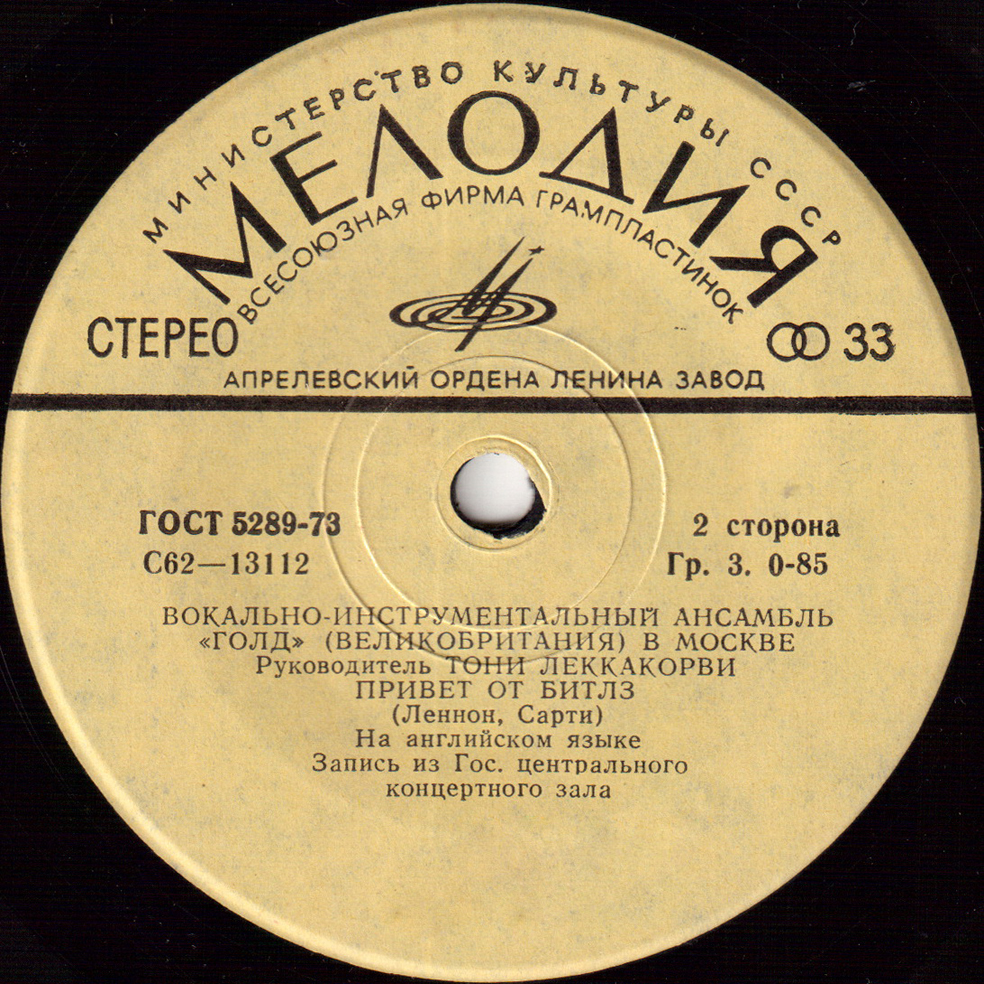 МИНИСТЕРСТВО КУЛЬТУРЫ СССР
МЕЛОДИЯ
ВСЕСОЮЗНАЯ ФИРМА ГРАМПЛАСТИНОК
СТЕРЕО
33
АПРЕЛЕВСКИЙ ОРДЕНА ЛЕНИНА ЗАВОД
ГОСТ 5289-73
2 сторона
С62—13112
Гр. 3. 0-85
ВОКАЛЬНО-ИНСТРУМЕНТАЛЬНЫЙ АНСАМБЛЬ
«ГОЛД» (ВЕЛИКОБРИТАНИЯ) В МОСКВЕ
Руководитель ТОНИ ЛЕККАКОРВИ
ПРИВЕТ ОТ БИТЛЗ
(Леннон, Сарти)
На английском языке
Запись из Гос. центрального
концертного зала